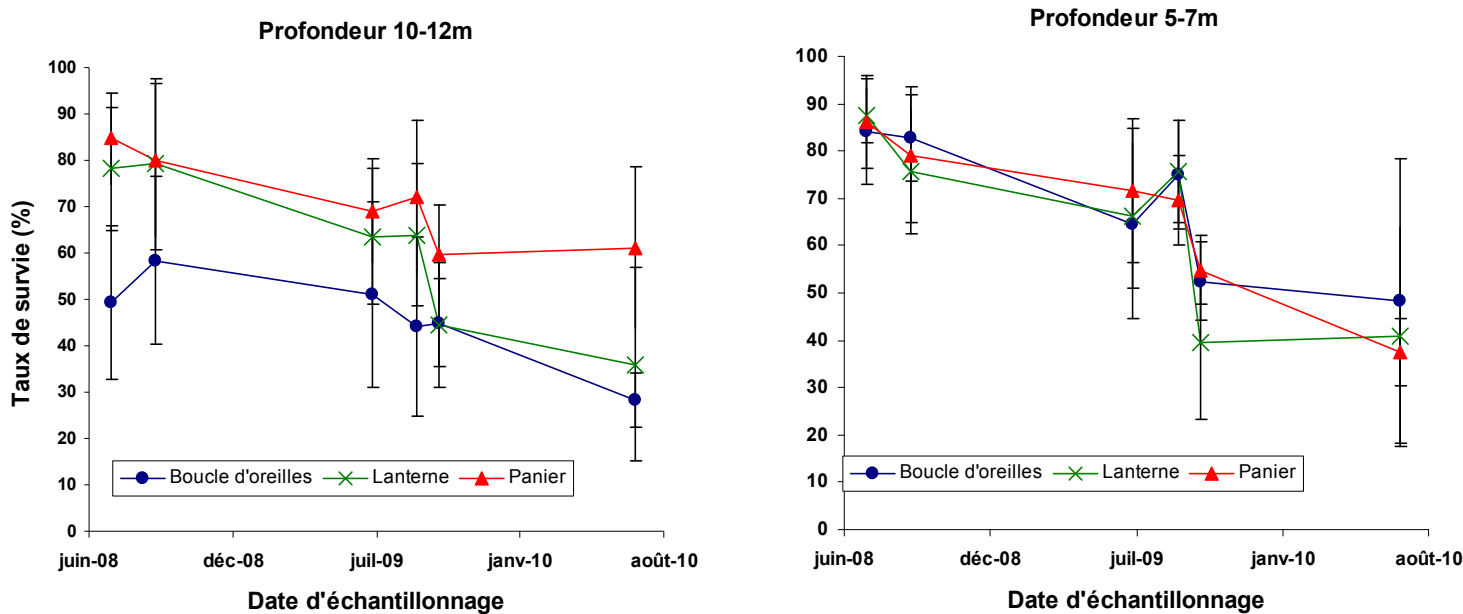 Profondeur 10-12m
Taux de survie (%)
100
90
80
70
60
50
40
30
20
10
0
Boucle d'oreilles Lanterne Panier
juin-08 déc-08 juil-09 janv-10 août-10
Date d'échantillonnage
Profondeur 5-7m
100
90
80
70
60
50
40
30
20
10
0
Boucle d'oreilles Lanterne Panier
juin-08 déc-08 juil-09 janv-10 août-10
Date d'échantillonnage